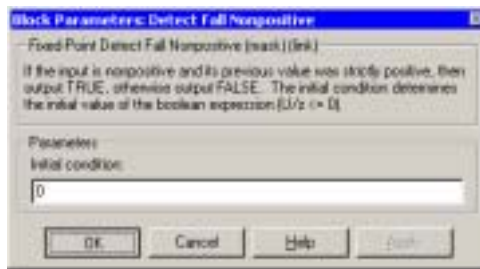 Block Parameters: Detect Fall Nonpositive
Fixed-Point Detect Fall Nonpositive (mask) (link)
If the input is nonpositive and its previous value was strictly positive, then
output TRUE, otherwise output FALSE. The initial condition determines
the initial value of the boolean expression (U/z <= 0).
Parameters
Initial condition:
0
OK
Cancel
Help
Apply